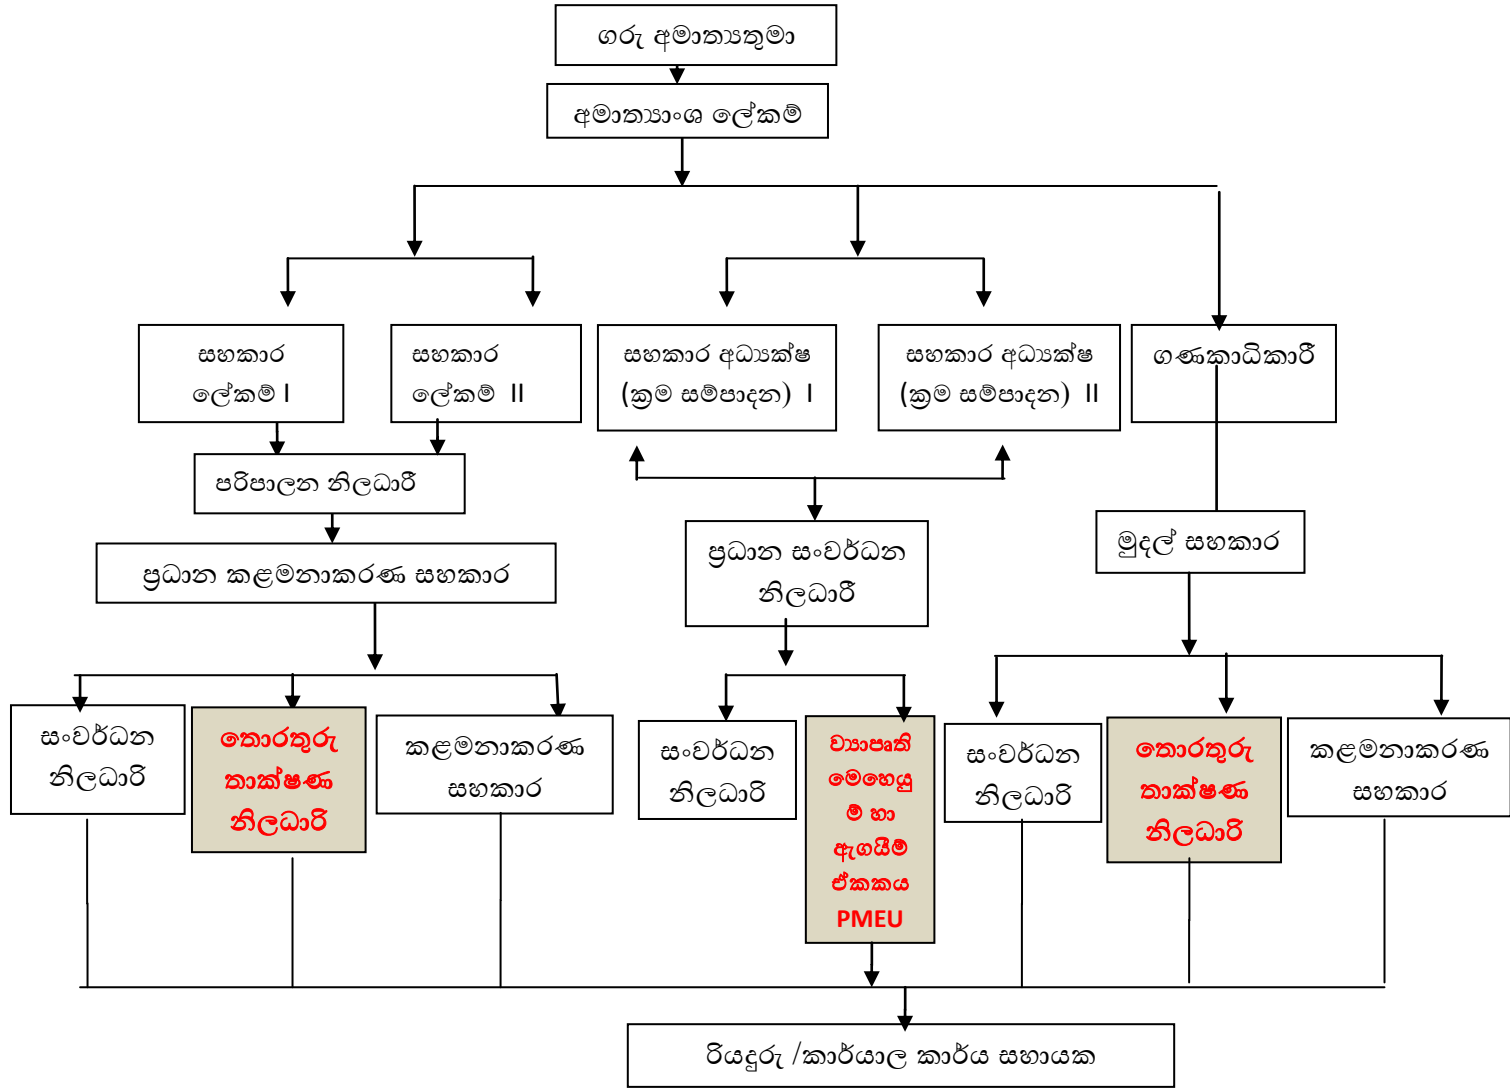 ගරු අමාත්‍යතුමා
අමාත්‍යාංශ ලේකම්
සහකාර
ලේකම් I
සහකාර
ලේකම් II
සහකාර අධ්‍යක්ෂ
(ක්‍රම සම්පාදන) I
සහකාර අධ්‍යක්ෂ
(ක්‍රම සම්පාදන) II
ගණකාධිකාරී
පරිපාලන නිලධාරී
ප්‍රධාන කළමනාකරණ සහකාර
ප්‍රධාන සංවර්ධන
නිලධාරී
මුදල් සහකාර
සංවර්ධන
නිලධාරි
තොරතුරු
තාක්ෂණ
නිලධාරි
කළමනාකරණ
සහකාර
සංවර්ධන
නිලධාරි
ව්‍යාපෘති
මෙහෙයු
ම් හා
ඇගයීම්
ඒකකය
PMEU
සංවර්ධන
නිලධාරි
තොරතුරු
තාක්ෂණ
නිලධාරි
කළමනාකරණ
සහකාර
රියදුරු /කාර්යාල කාර්ය සහායක